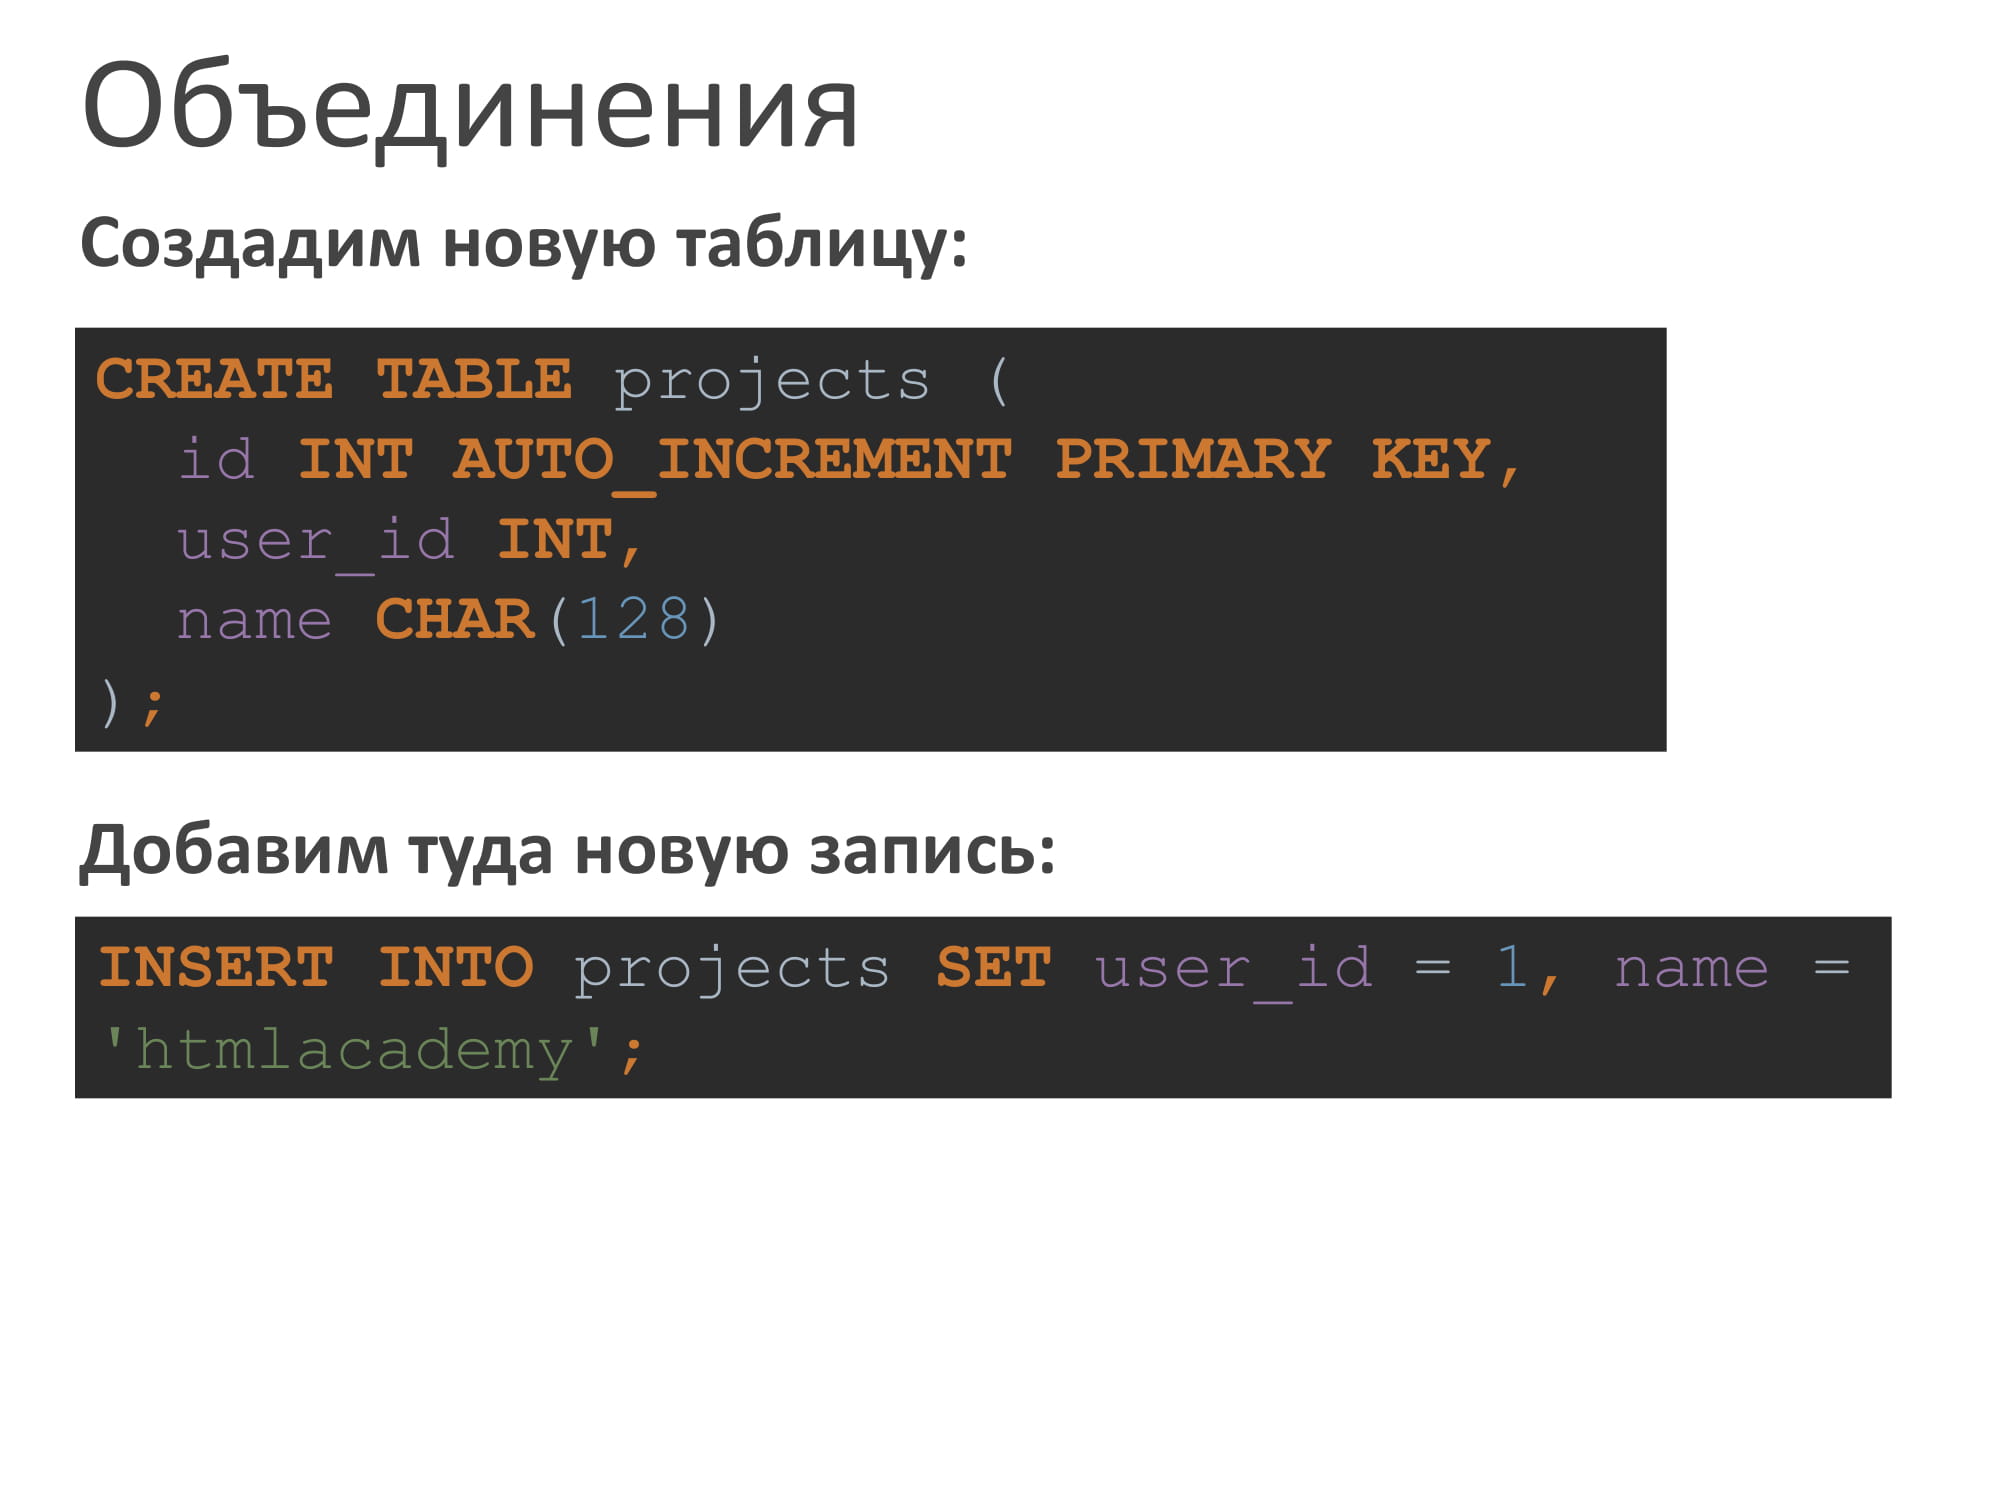 Объединения
Создадим новую таблицу:
CREATE TABLE projects (
  id INT AUTO_INCREMENT PRIMARY KEY,
  user_id INT,
  name CHAR(128)
);
Добавим туда новую запись:
INSERT INTO projects SET user_id = 1, name =
'htmlacademy';